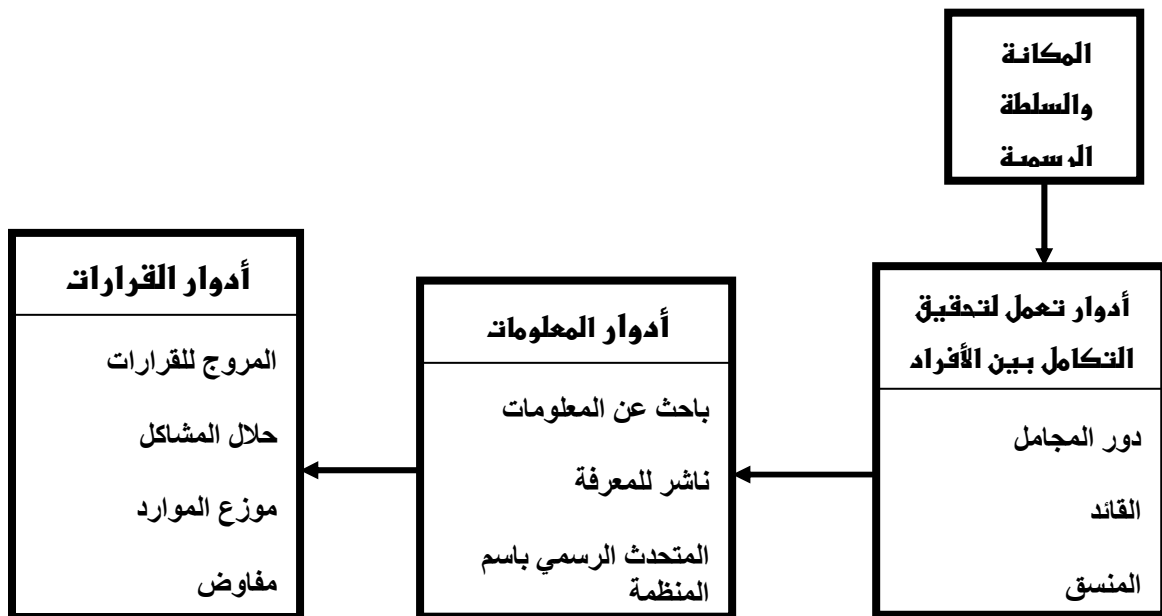 المكانة
والسلطة
الرسمية
أدوار تعمل لتحقيق
التكامل بين الأفراد
دور المجامل
القائد
المنسق
أدوار المعلومات
باحث عن المعلومات
ناشر للمعرفة
المتحدث الرسمي باسم
المنظمة
أدوار القرارات
المروج للقرارات
حلال المشاكل
موزع الموارد
مفاوض